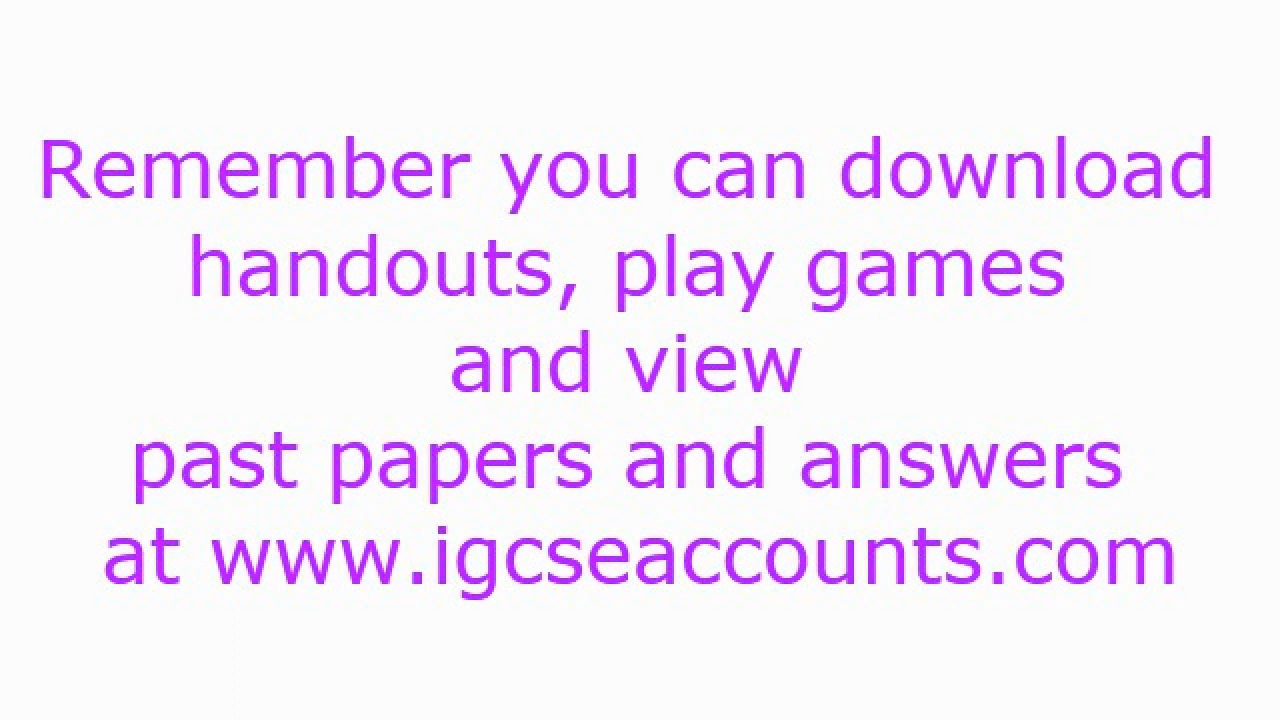 Remember you can download
handouts, play games
and view
past papers and answers
at www.igcseaccounts.com